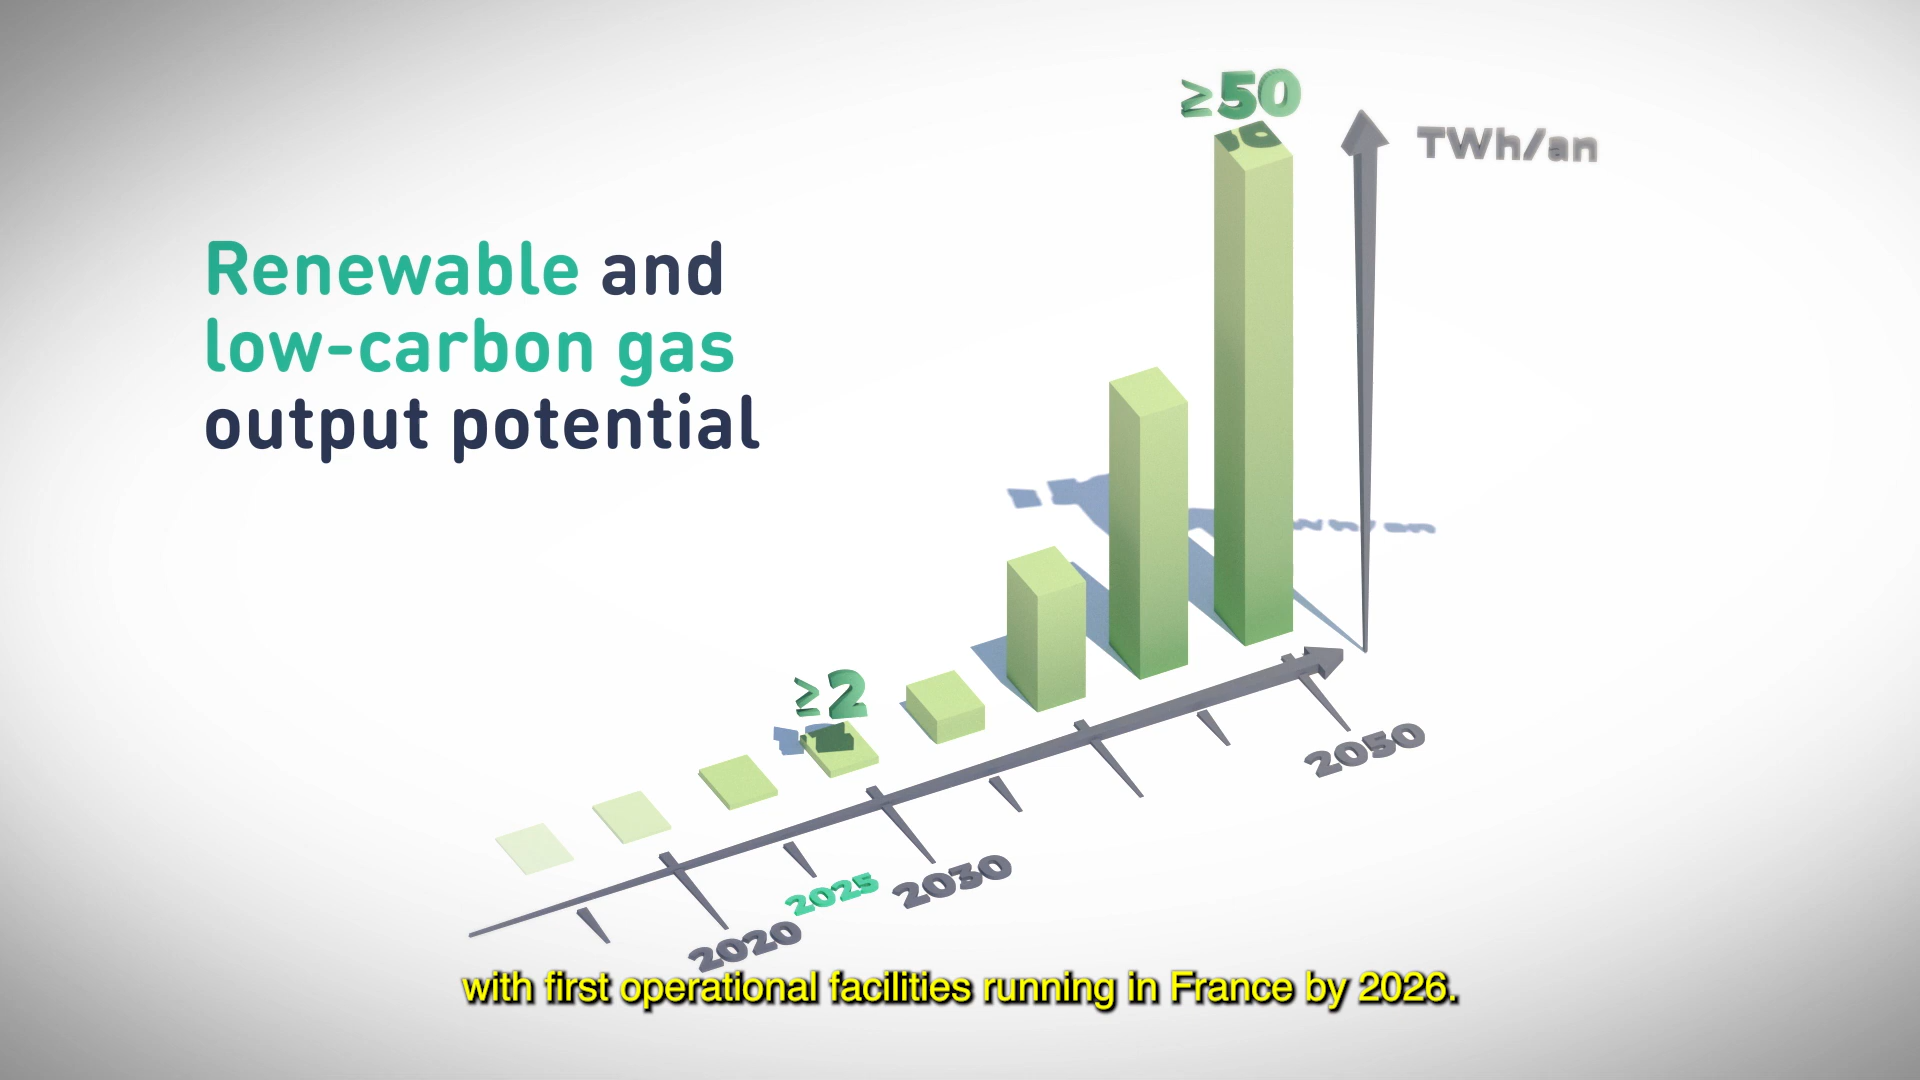 Renewable and
low-carbon gas
output potential
≥50
TWh/an
≥2
2020
2025
2030
2050
with first operational facilities running in France by 2026.